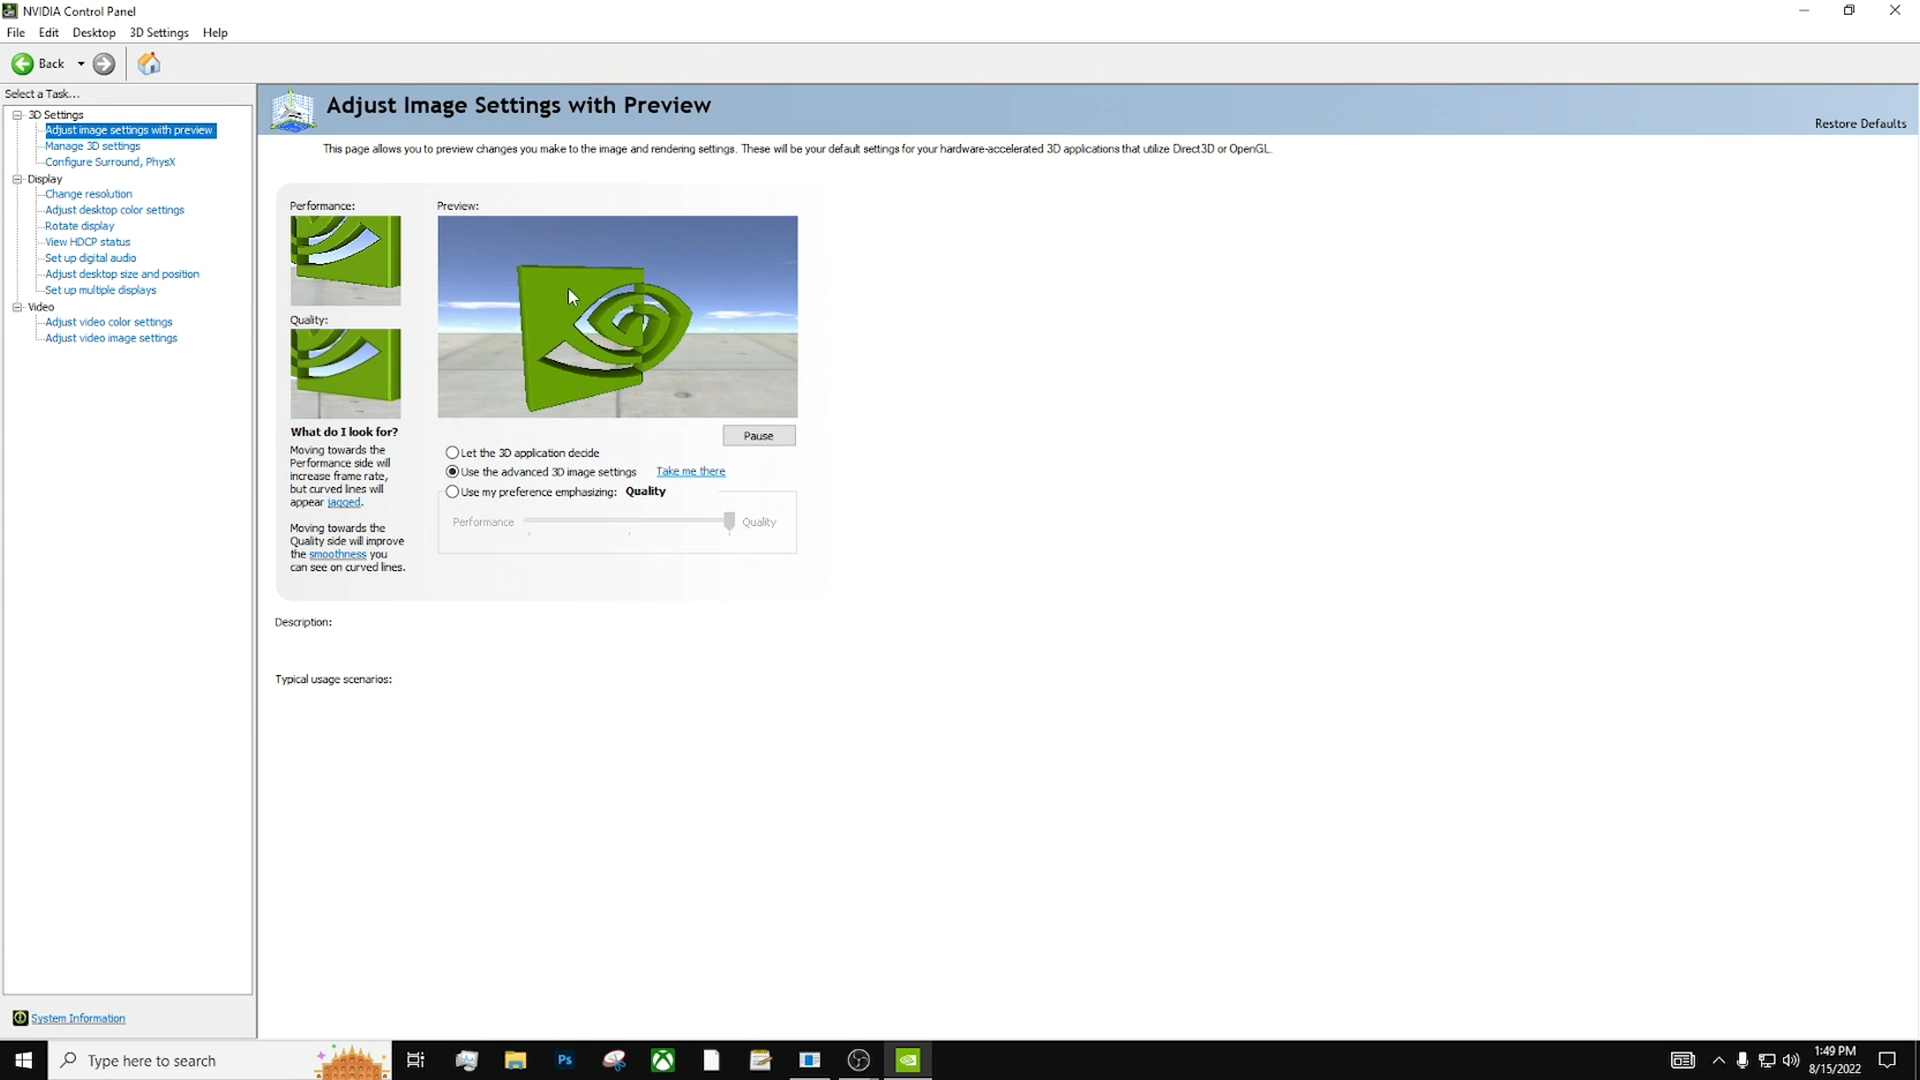 NVIDIA Control Panel
File Edit Desktop 3D Settings Help
Back
Select a Task...
3D Settings
Adjust image settings with preview
Manage 3D settings
Configure Surround, PhysX
Display
Change resolution
Adjust desktop color settings
Rotate display
View HDCP status
Set up digital audio
Adjust desktop size and position
Set up multiple displays
Video
Adjust video color settings
Adjust video image settings
System Information
Adjust Image Settings with Preview
Restore Defaults
This page allows you to preview changes you make to the image and rendering settings. These will be your default settings for your hardware-accelerated 3D applications that utilize Direct3D or OpenGL.
Performance:
Quality:
What do I look for?
Moving towards the
Performance side will
increase frame rate,
but curved lines will
appear jagged.
Moving towards the
Quality side will improve
the smoothness you
can see on curved lines.
Preview:
Pause
Let the 3D application decide
Use the advanced 3D image settings Take me there
Use my preference emphasizing: Quality
Performance Quality
Description:
Typical usage scenarios:
Type here to search
Ps
1:49 PM
8/15/2022